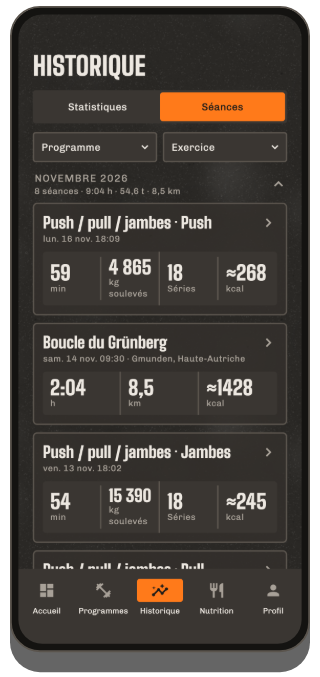 HISTORIQUE
Statistiques
Séances
Programme
Exercice
NOVEMBRE 2026
8 séances · 9:04 h · 54,6 t · 8,5 km
Push / pull / jambes · Push
lun. 16 nov. 18:09
59 4 865 18 ≈268
min kg soulevés Séries kcal
Boucle du Grünberg
sam. 14 nov. 09:30 · Gmunden, Haute-Autriche
2:04 8,5 ≈1428
h km kcal
Push / pull / jambes · Jambes
ven. 13 nov. 18:02
54 15 390 18 ≈245
min kg soulevés Séries kcal
Push / pull / jambes · Pull
Accueil Programmes Historique Nutrition Profil